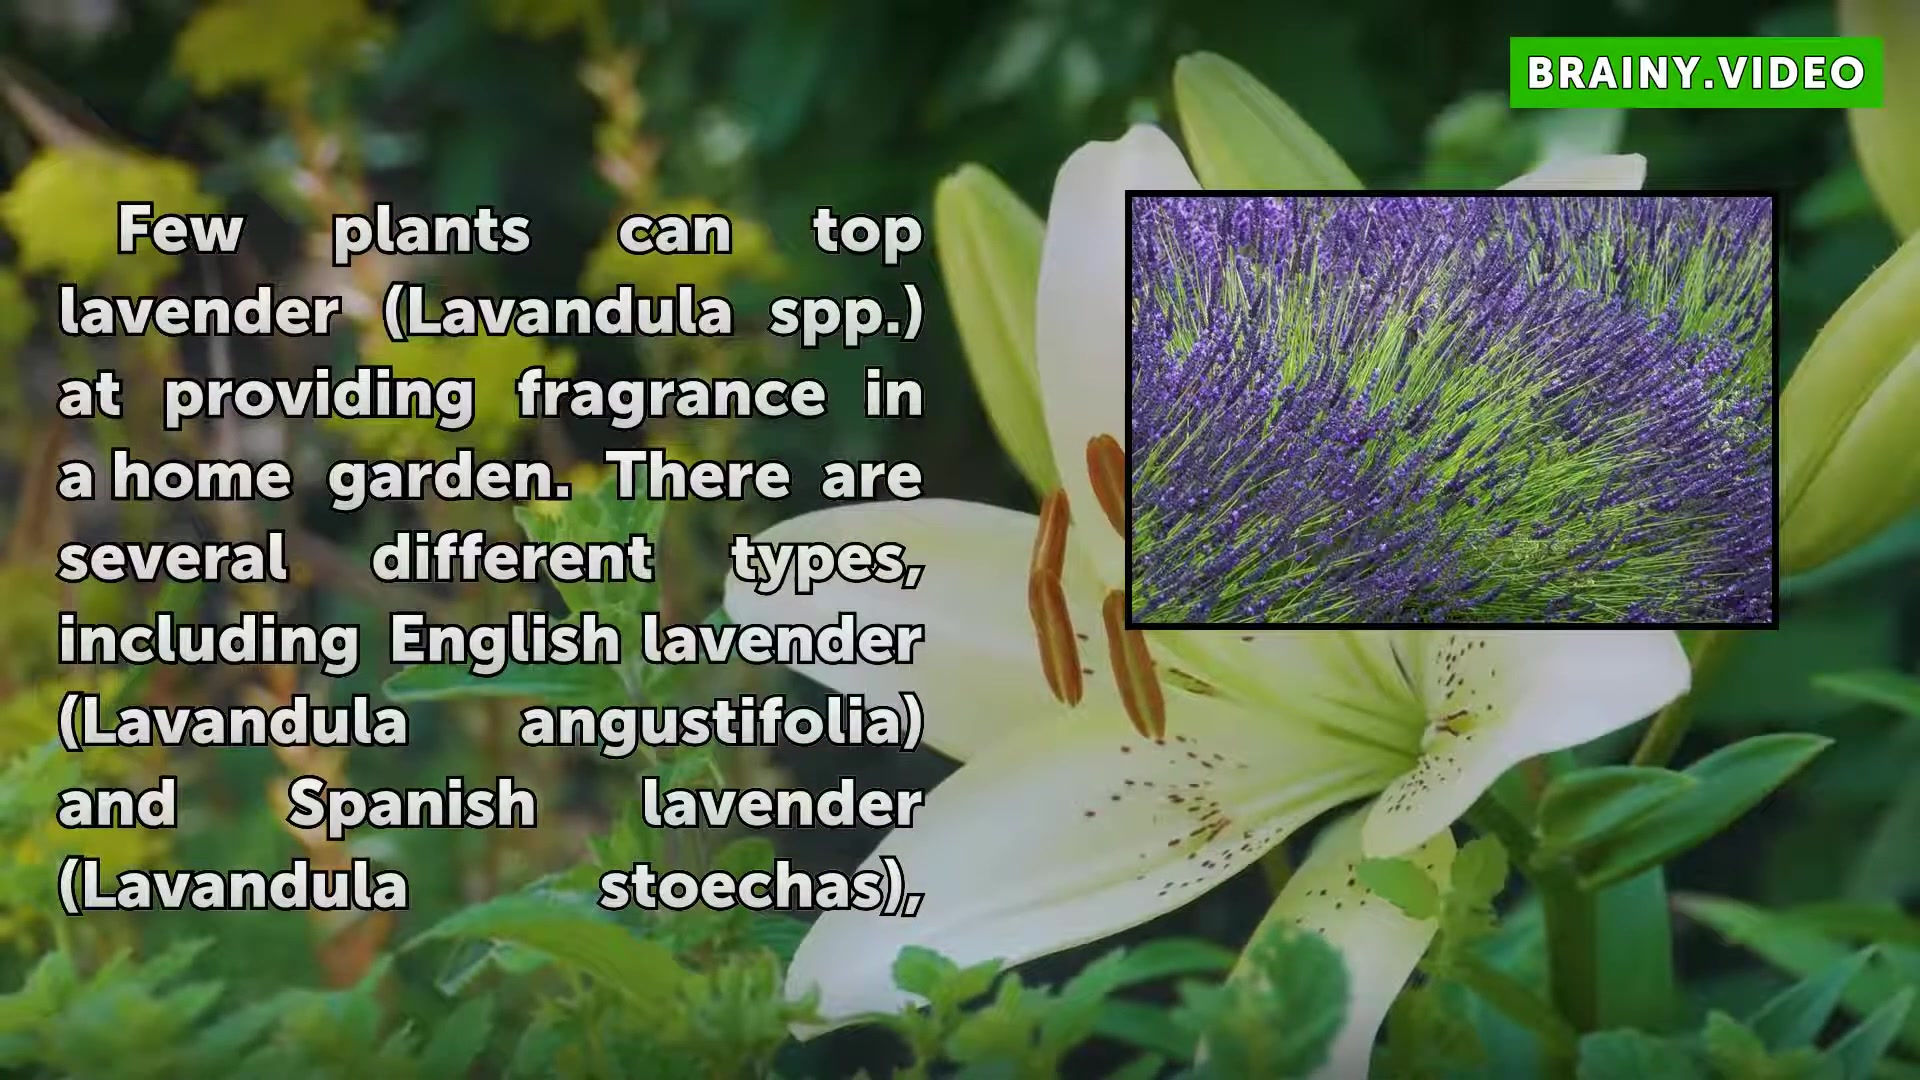 BRAINY.VIDEO
Few plants can top
lavender (Lavandula spp.)
at providing fragrance in
a home garden. There are
several different types,
including English lavender
(Lavandula angustifolia)
and Spanish lavender
(Lavandula stoechas),